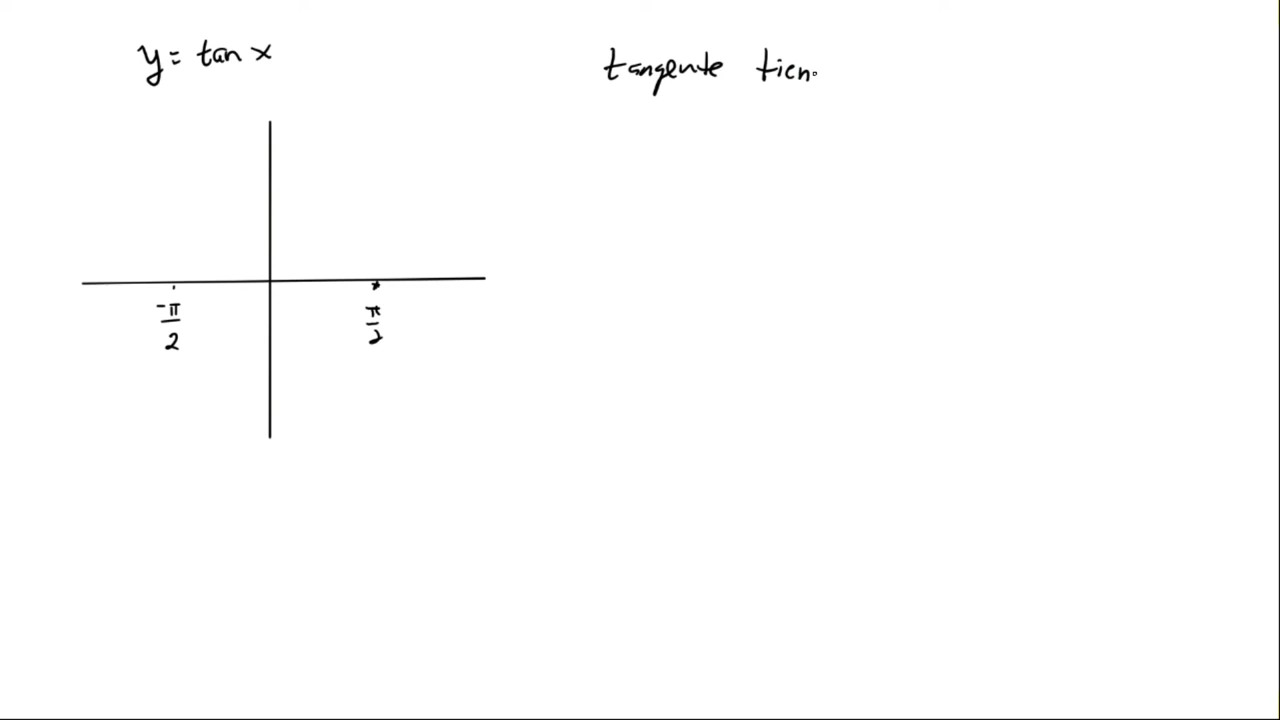 y = tan x
tangente tien
-π/2
π/2